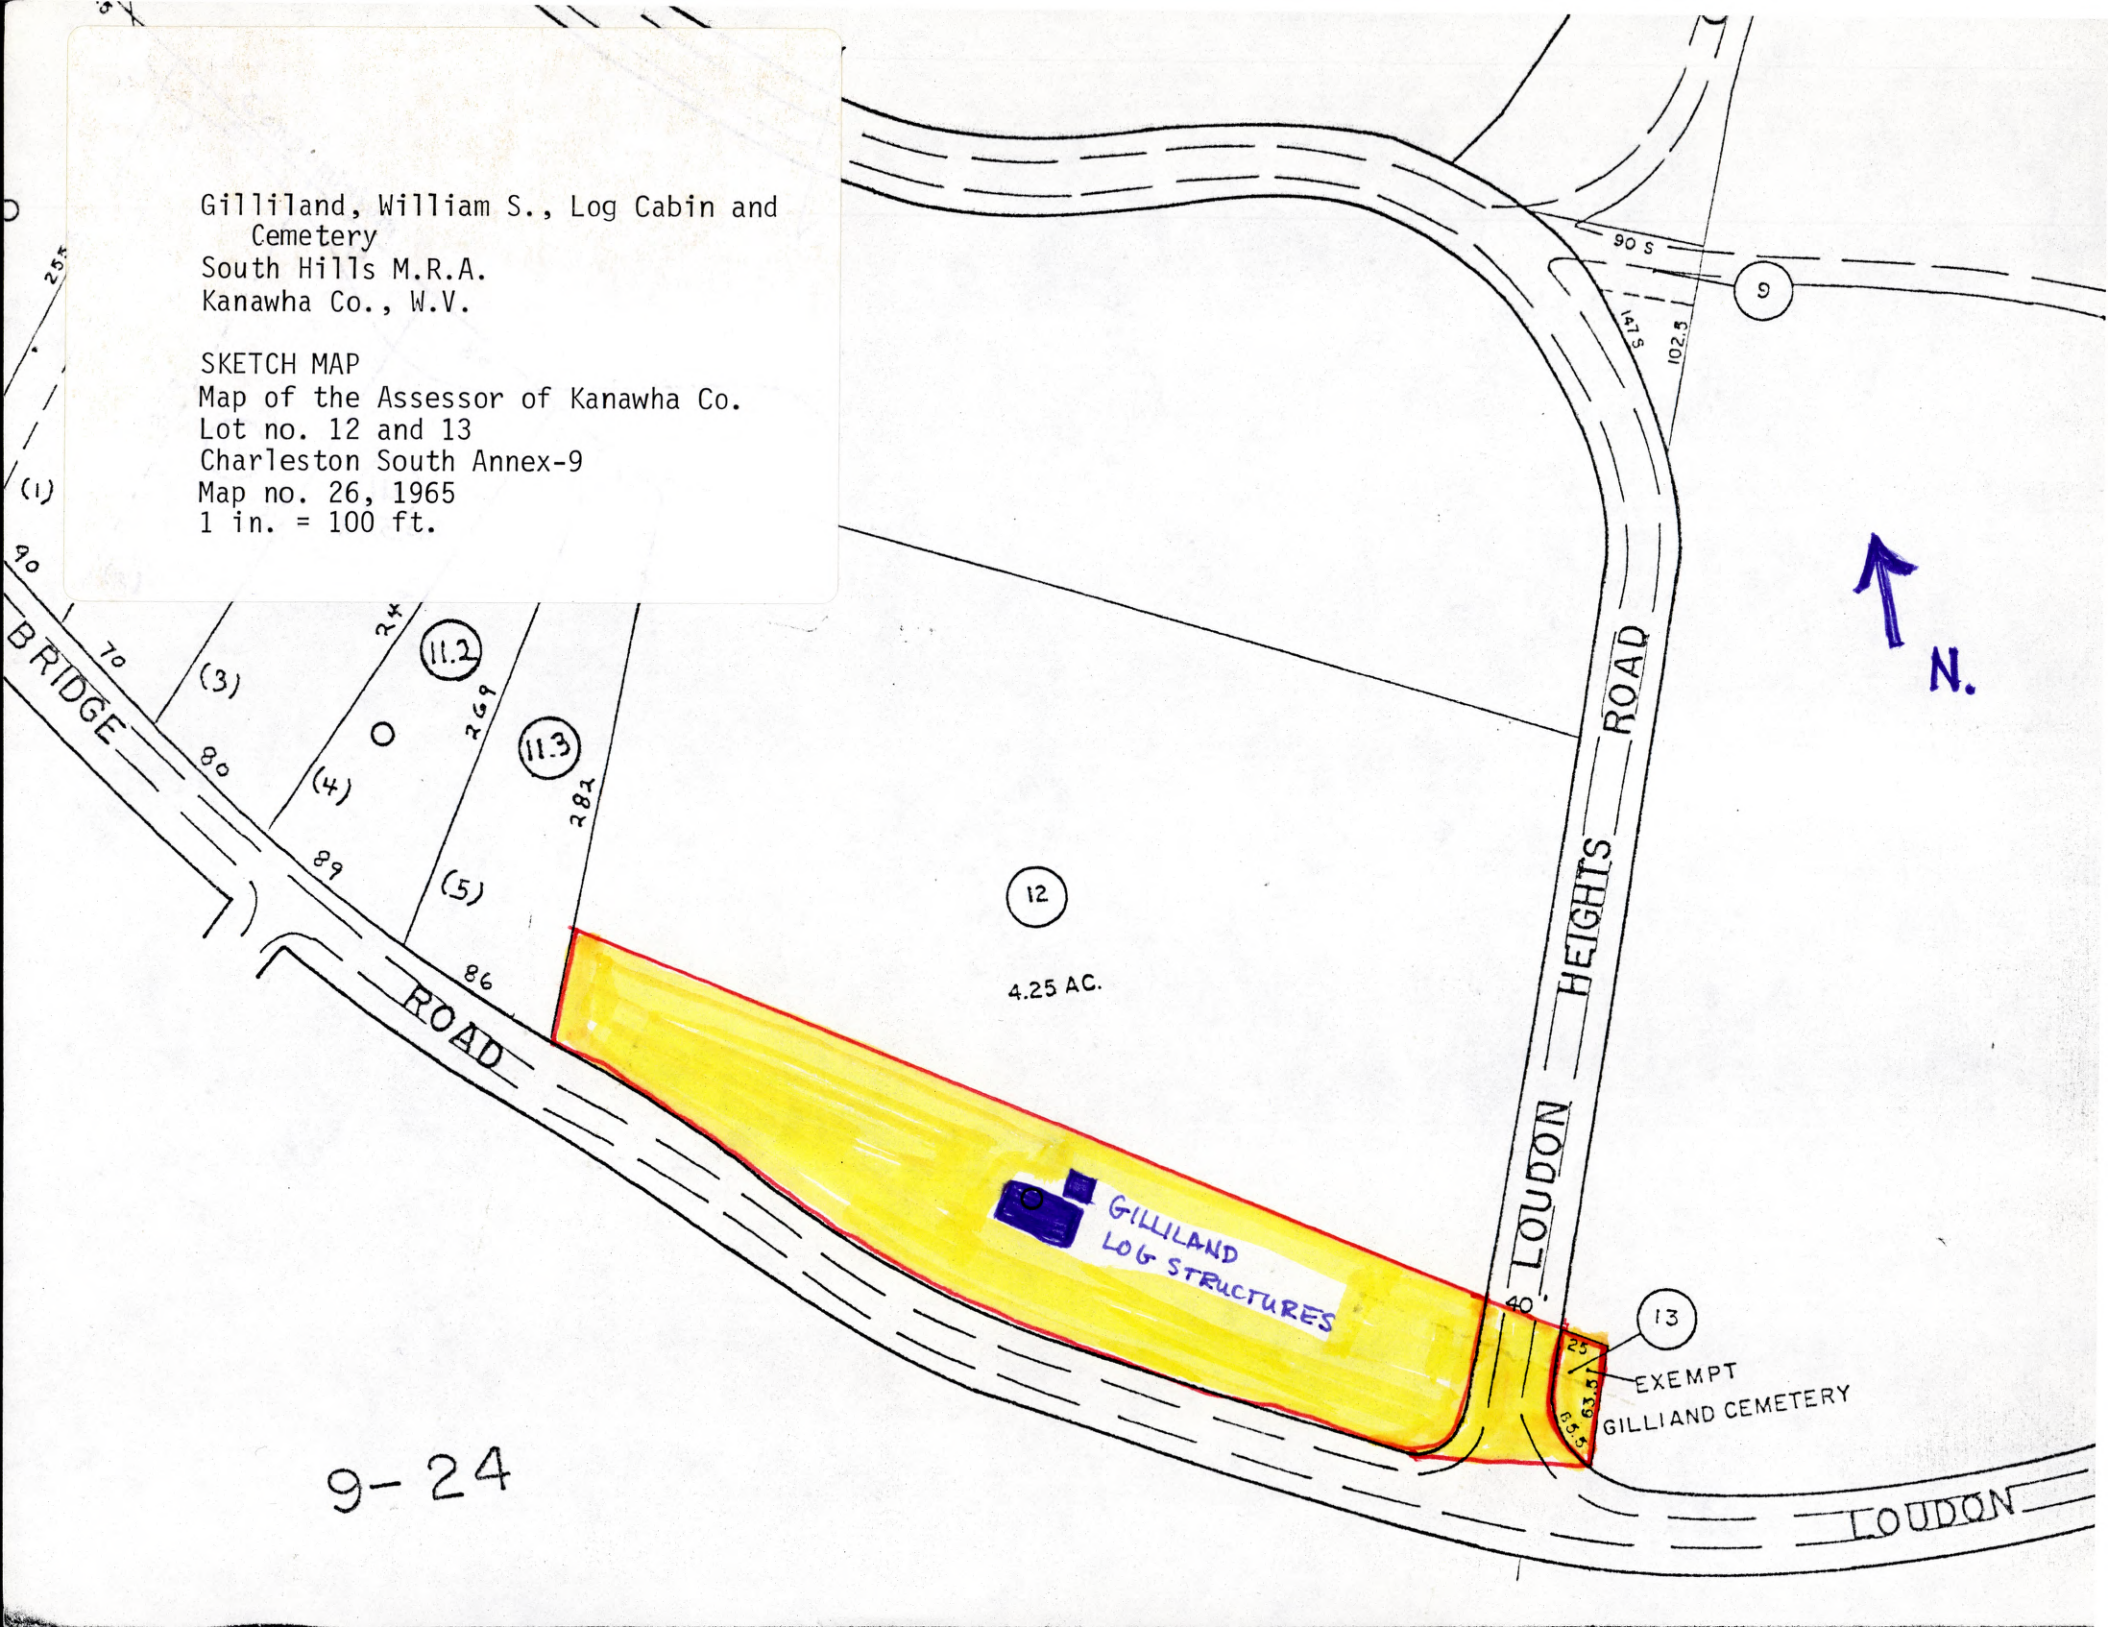 Gilliland, William S., Log Cabin and
Cemetery
South Hills M.R.A.
Kanawha Co., W.V.
SKETCH MAP
Map of the Assessor of Kanawha Co.
Lot no. 12 and 13
Charleston South Annex-9
Map no. 26, 1965
1 in. = 100 ft.
255
(1)
90
70
(3)
80
(4)
89
(5)
86
11.2
269
11.3
282
BRIDGE
ROAD
90 S
9
147 S
102.5
N.
ROAD
HEIGHTS
LOUDON
12
4.25 AC.
GILLILAND
LOG STRUCTURES
40'
13
25
63.51
65.5
EXEMPT
GILLIAND CEMETERY
LOUDON
9-24